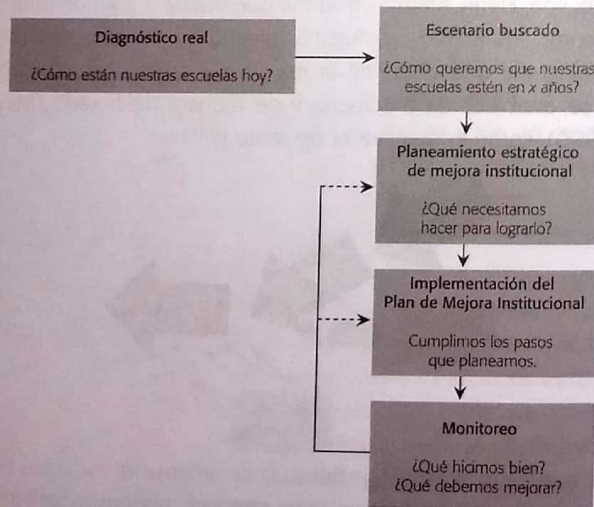 Diagnóstico real
¿Cómo están nuestras escuelas hoy?
Escenario buscado
¿Cómo queremos que nuestras
escuelas estén en x años?
Planeamiento estratégico
de mejora institucional
¿Qué necesitamos
hacer para lograrlo?
Implementación del
Plan de Mejora Institucional
Cumplimos los pasos
que planeamos.
Monitoreo
¿Qué hicimos bien?
¿Qué debemos mejorar?